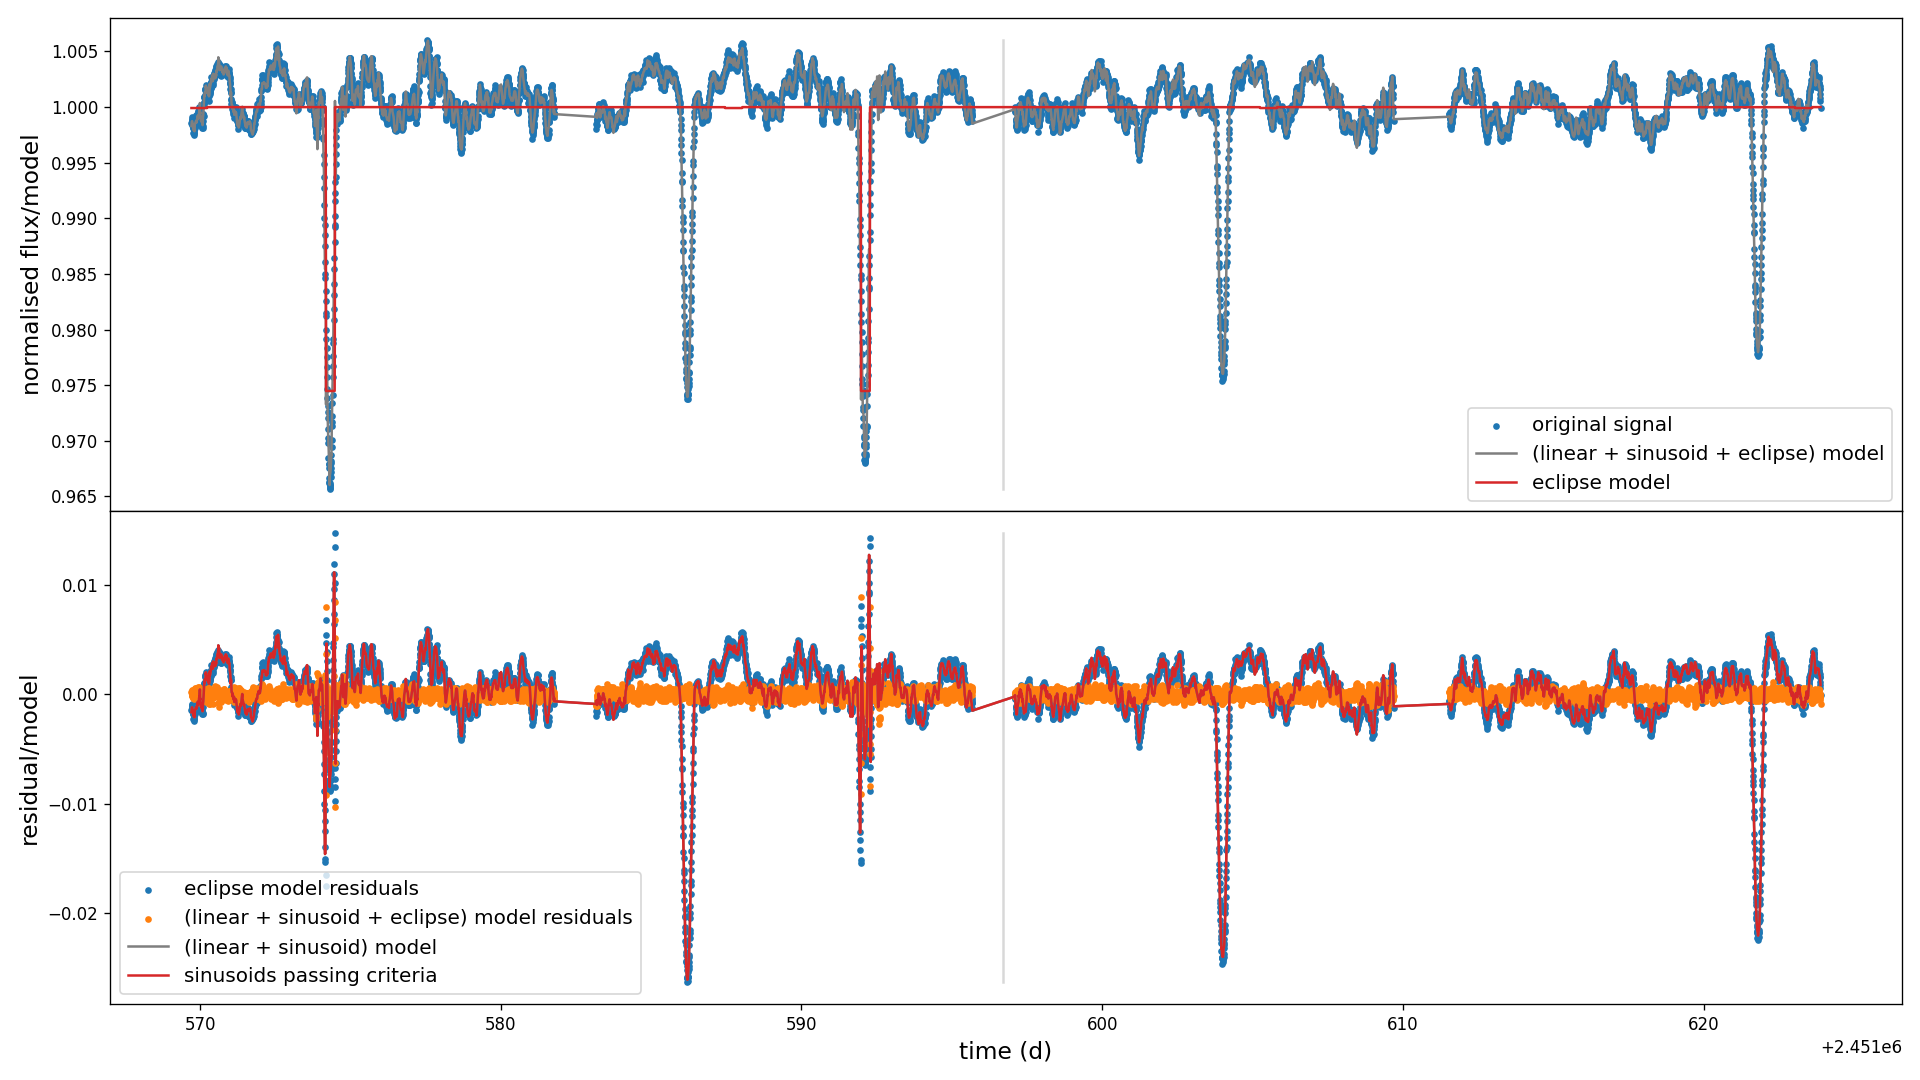 normalised flux/model
1.005
1.000
0.995
0.990
0.985
0.980
0.975
0.970
0.965
original signal
(linear + sinusoid + eclipse) model
eclipse model
residual/model
0.01
0.00
−0.01
−0.02
eclipse model residuals
(linear + sinusoid + eclipse) model residuals
(linear + sinusoid) model
sinusoids passing criteria
570 580 590 600 610 620
time (d)
+2.451e6